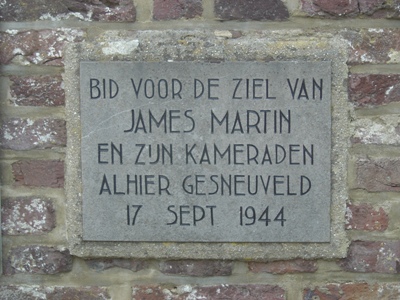 BID VOOR DE ZIEL VAN
JAMES MARTIN
EN ZIJN KAMERADEN
ALHIER GESNEUVELD
17 SEPT 1944